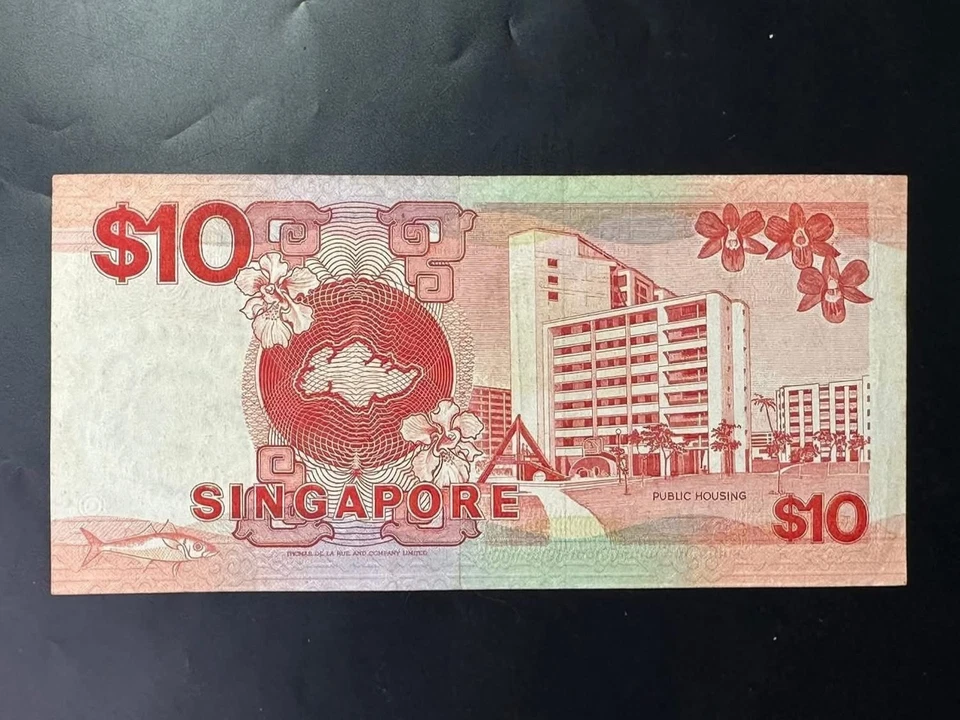 $10
SINGAPORE
PUBLIC HOUSING
$10
THOMAS DE LA RUE AND COMPANY LIMITED